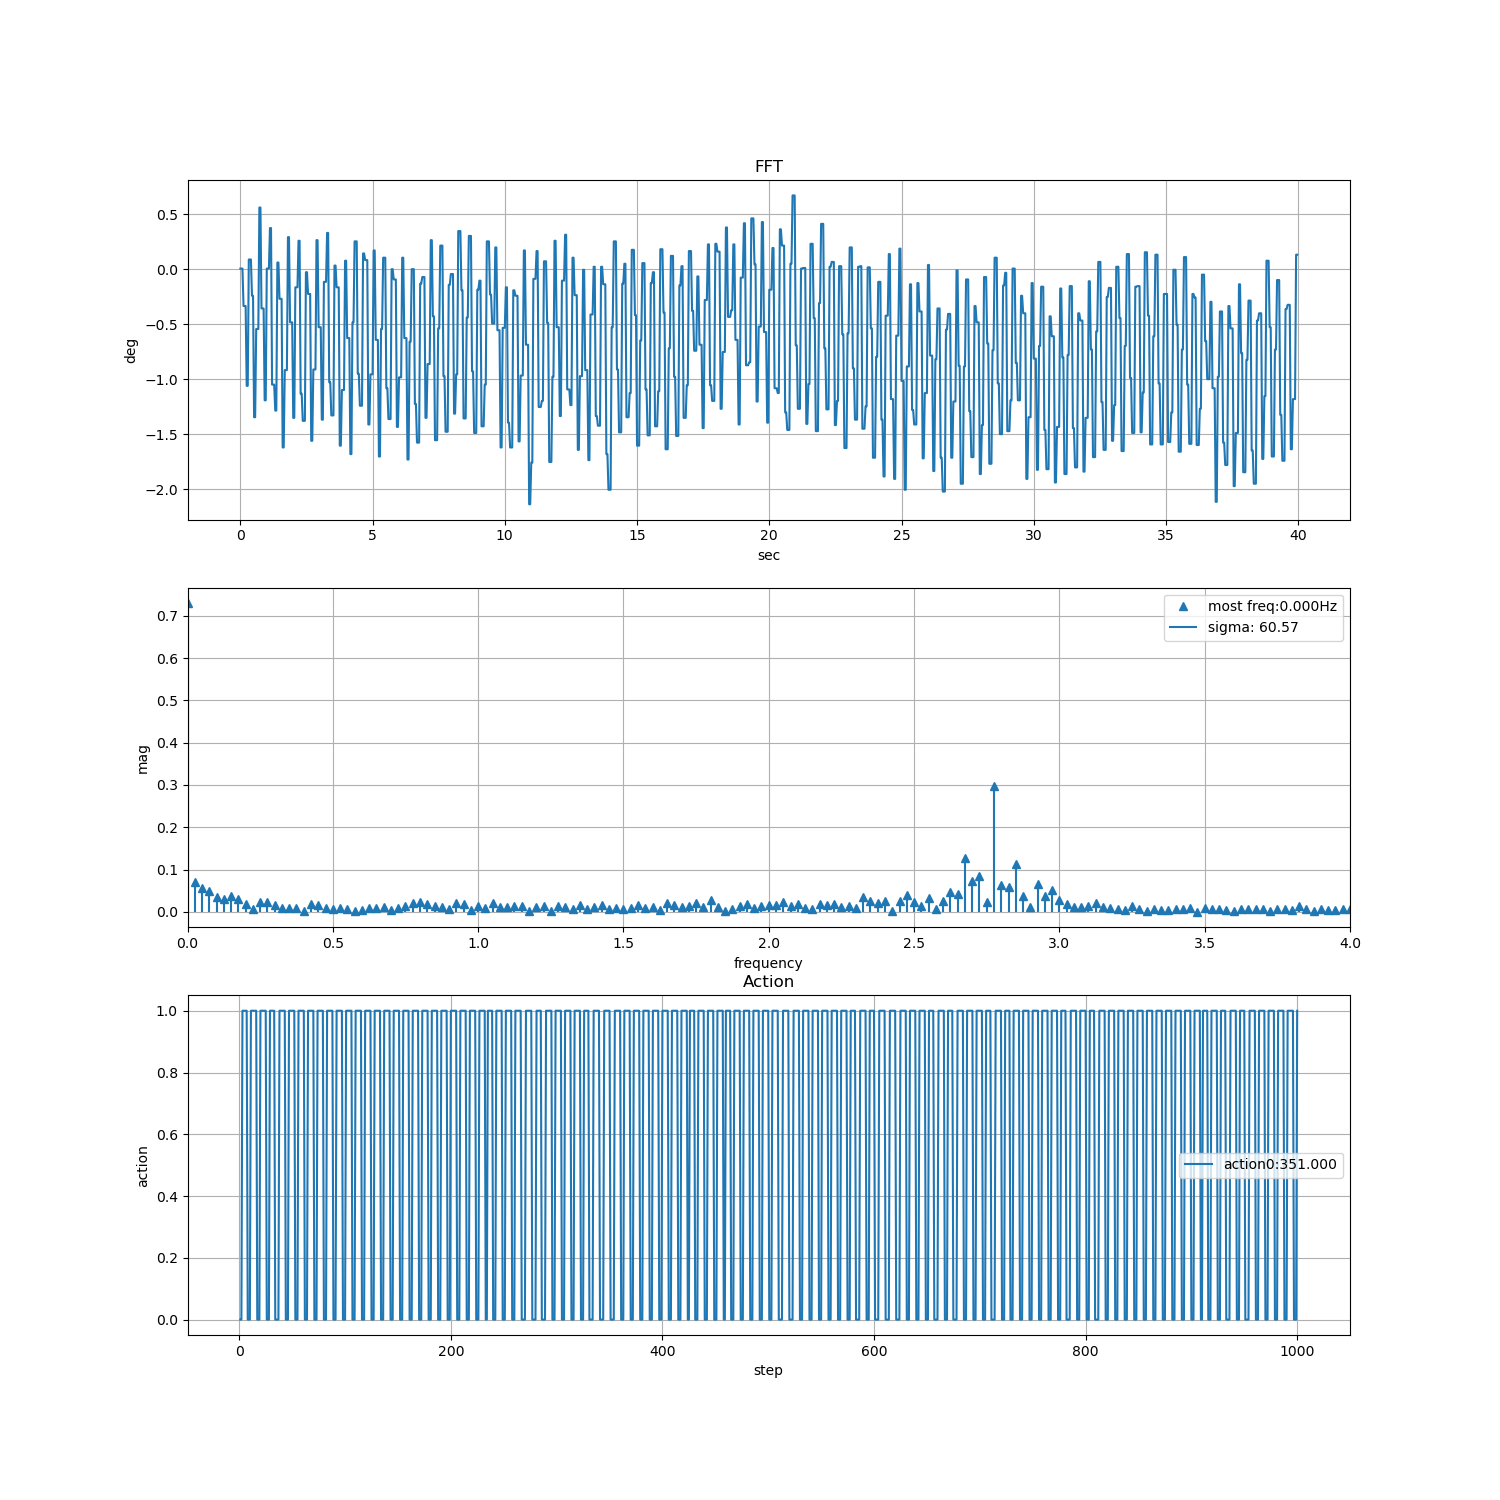 FFT
0.5
0.0
−0.5
−1.0
−1.5
−2.0
deg
0 5 10 15 20 25 30 35 40
sec
0.7
0.6
0.5
0.4
0.3
0.2
0.1
0.0
mag
most freq:0.000Hz
sigma: 60.57
0.0 0.5 1.0 1.5 2.0 2.5 3.0 3.5 4.0
frequency
Action
1.0
0.8
0.6
0.4
0.2
0.0
action
action0:351.000
0 200 400 600 800 1000
step